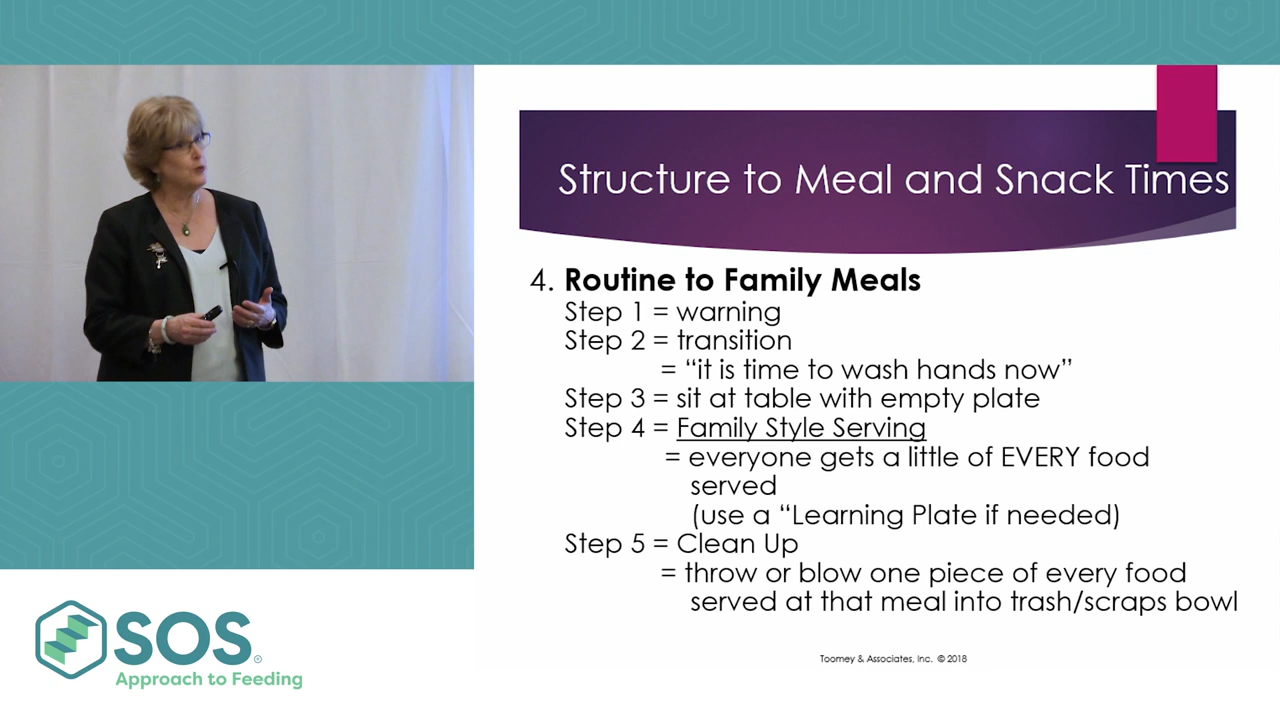 Structure to Meal and Snack Times
4. Routine to Family Meals
Step 1 = warning
Step 2 = transition
= “it is time to wash hands now”
Step 3 = sit at table with empty plate
Step 4 = Family Style Serving
= everyone gets a little of EVERY food
served
(use a “Learning Plate if needed)
Step 5 = Clean Up
= throw or blow one piece of every food
served at that meal into trash/scraps bowl
Toomey & Associates, Inc. © 2018
SOS®
Approach to Feeding